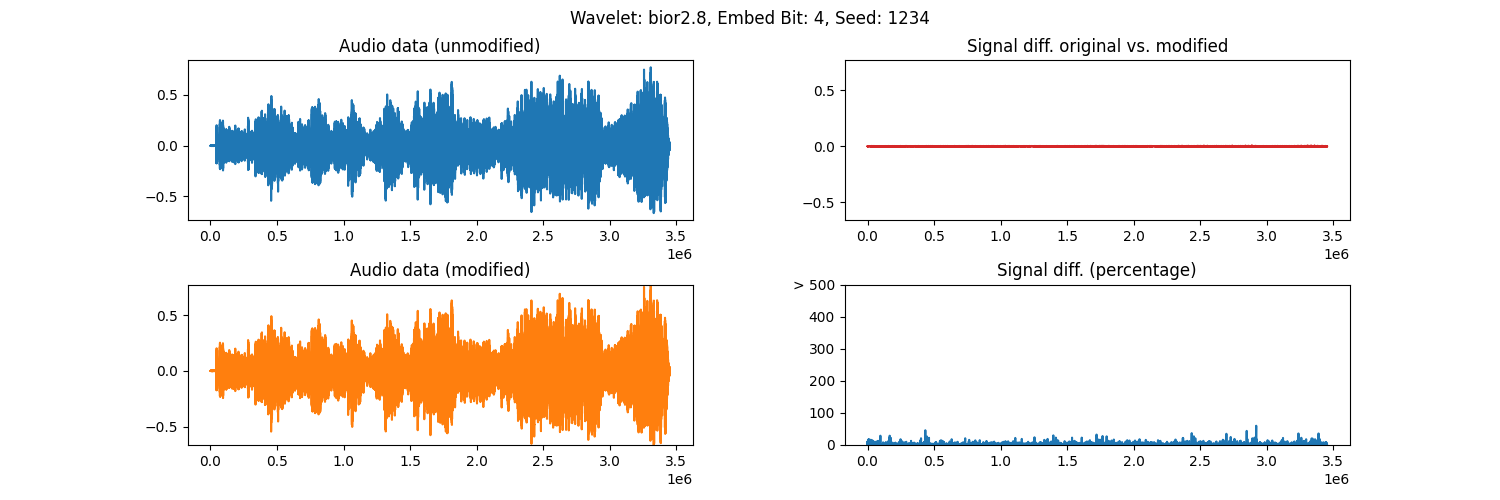 Wavelet: bior2.8, Embed Bit: 4, Seed: 1234
Audio data (unmodified)
0.5
0.0
−0.5
0.0 0.5 1.0 1.5 2.0 2.5 3.0 3.5
1e6
Signal diff. original vs. modified
0.5
0.0
−0.5
0.0 0.5 1.0 1.5 2.0 2.5 3.0 3.5
1e6
Audio data (modified)
0.5
0.0
−0.5
0.0 0.5 1.0 1.5 2.0 2.5 3.0 3.5
1e6
Signal diff. (percentage)
> 500
400
300
200
100
0
0.0 0.5 1.0 1.5 2.0 2.5 3.0 3.5
1e6